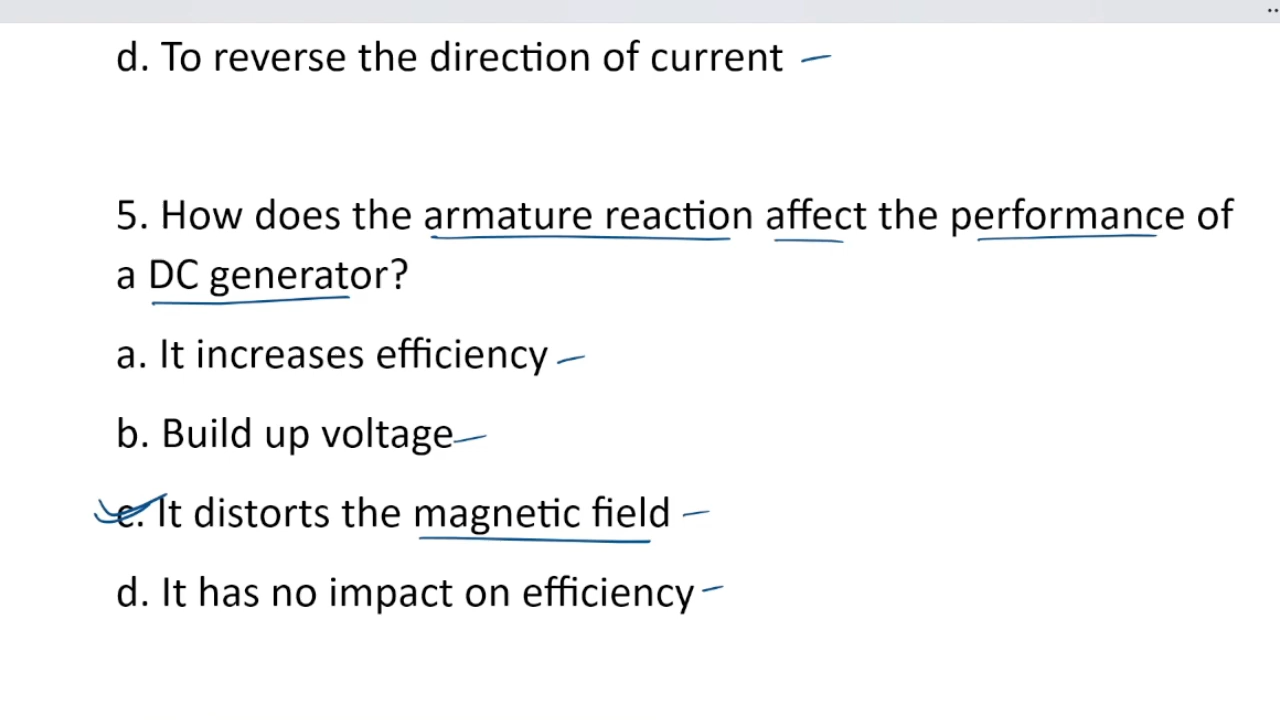 d. To reverse the direction of current
5. How does the armature reaction affect the performance of
a DC generator?
a. It increases efficiency
b. Build up voltage
c. It distorts the magnetic field
d. It has no impact on efficiency